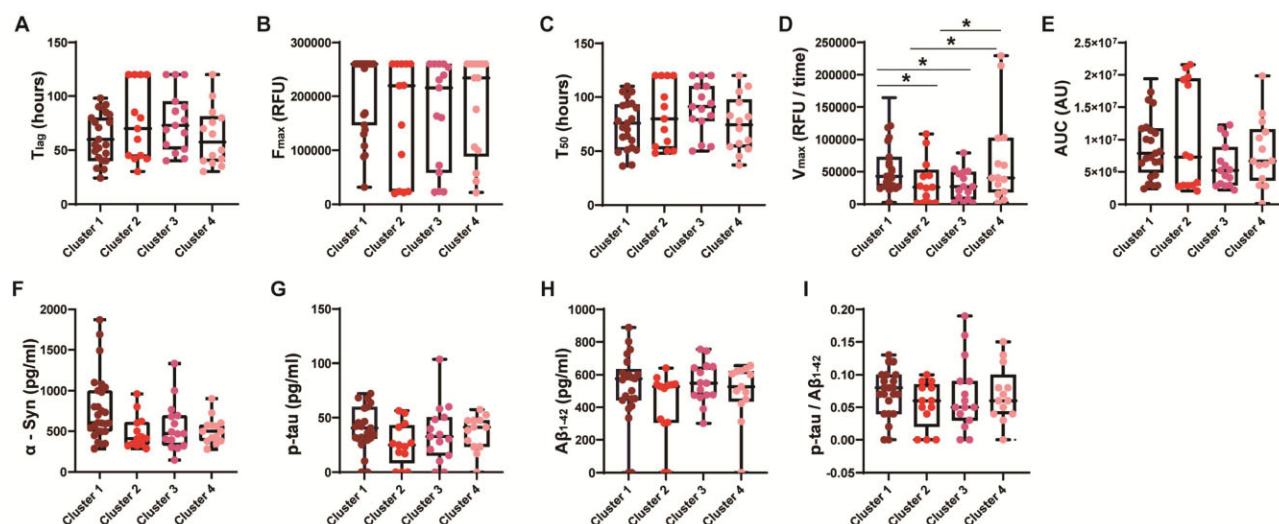 A
Tlag (hours)
150
100
50
0
Cluster 1
Cluster 2
Cluster 3
Cluster 4
B
Fmax (RFU)
300000
200000
100000
0
Cluster 1
Cluster 2
Cluster 3
Cluster 4
C
T50 (hours)
150
100
50
0
Cluster 1
Cluster 2
Cluster 3
Cluster 4
D
Vmax (RFU / time)
250000
200000
150000
100000
50000
0
*
*
*
*
Cluster 1
Cluster 2
Cluster 3
Cluster 4
E
AUC (AU)
2.5×10⁷
2.0×10⁷
1.5×10⁷
1.0×10⁷
5.0×10⁶
0
Cluster 1
Cluster 2
Cluster 3
Cluster 4
F
α - Syn (pg/ml)
2000
1500
1000
500
0
Cluster 1
Cluster 2
Cluster 3
Cluster 4
G
p-tau (pg/ml)
150
100
50
0
Cluster 1
Cluster 2
Cluster 3
Cluster 4
H
Aβ1-42 (pg/ml)
1000
800
600
400
200
0
Cluster 1
Cluster 2
Cluster 3
Cluster 4
I
p-tau / Aβ1-42
0.20
0.15
0.10
0.05
0.00
-0.05
Cluster 1
Cluster 2
Cluster 3
Cluster 4